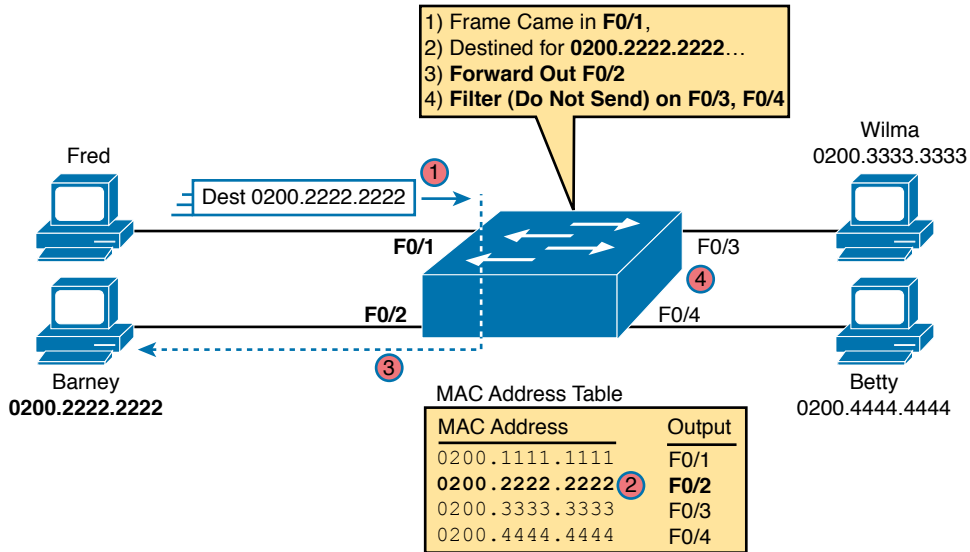 1) Frame Came in F0/1,
2) Destined for 0200.2222.2222...
3) Forward Out F0/2
4) Filter (Do Not Send) on F0/3, F0/4
Fred
Wilma
0200.3333.3333
Dest 0200.2222.2222
1
F0/1
F0/3
4
F0/2
F0/4
3
Barney
0200.2222.2222
Betty
0200.4444.4444
MAC Address Table
MAC Address Output
0200.1111.1111 F0/1
0200.2222.2222 2 F0/2
0200.3333.3333 F0/3
0200.4444.4444 F0/4